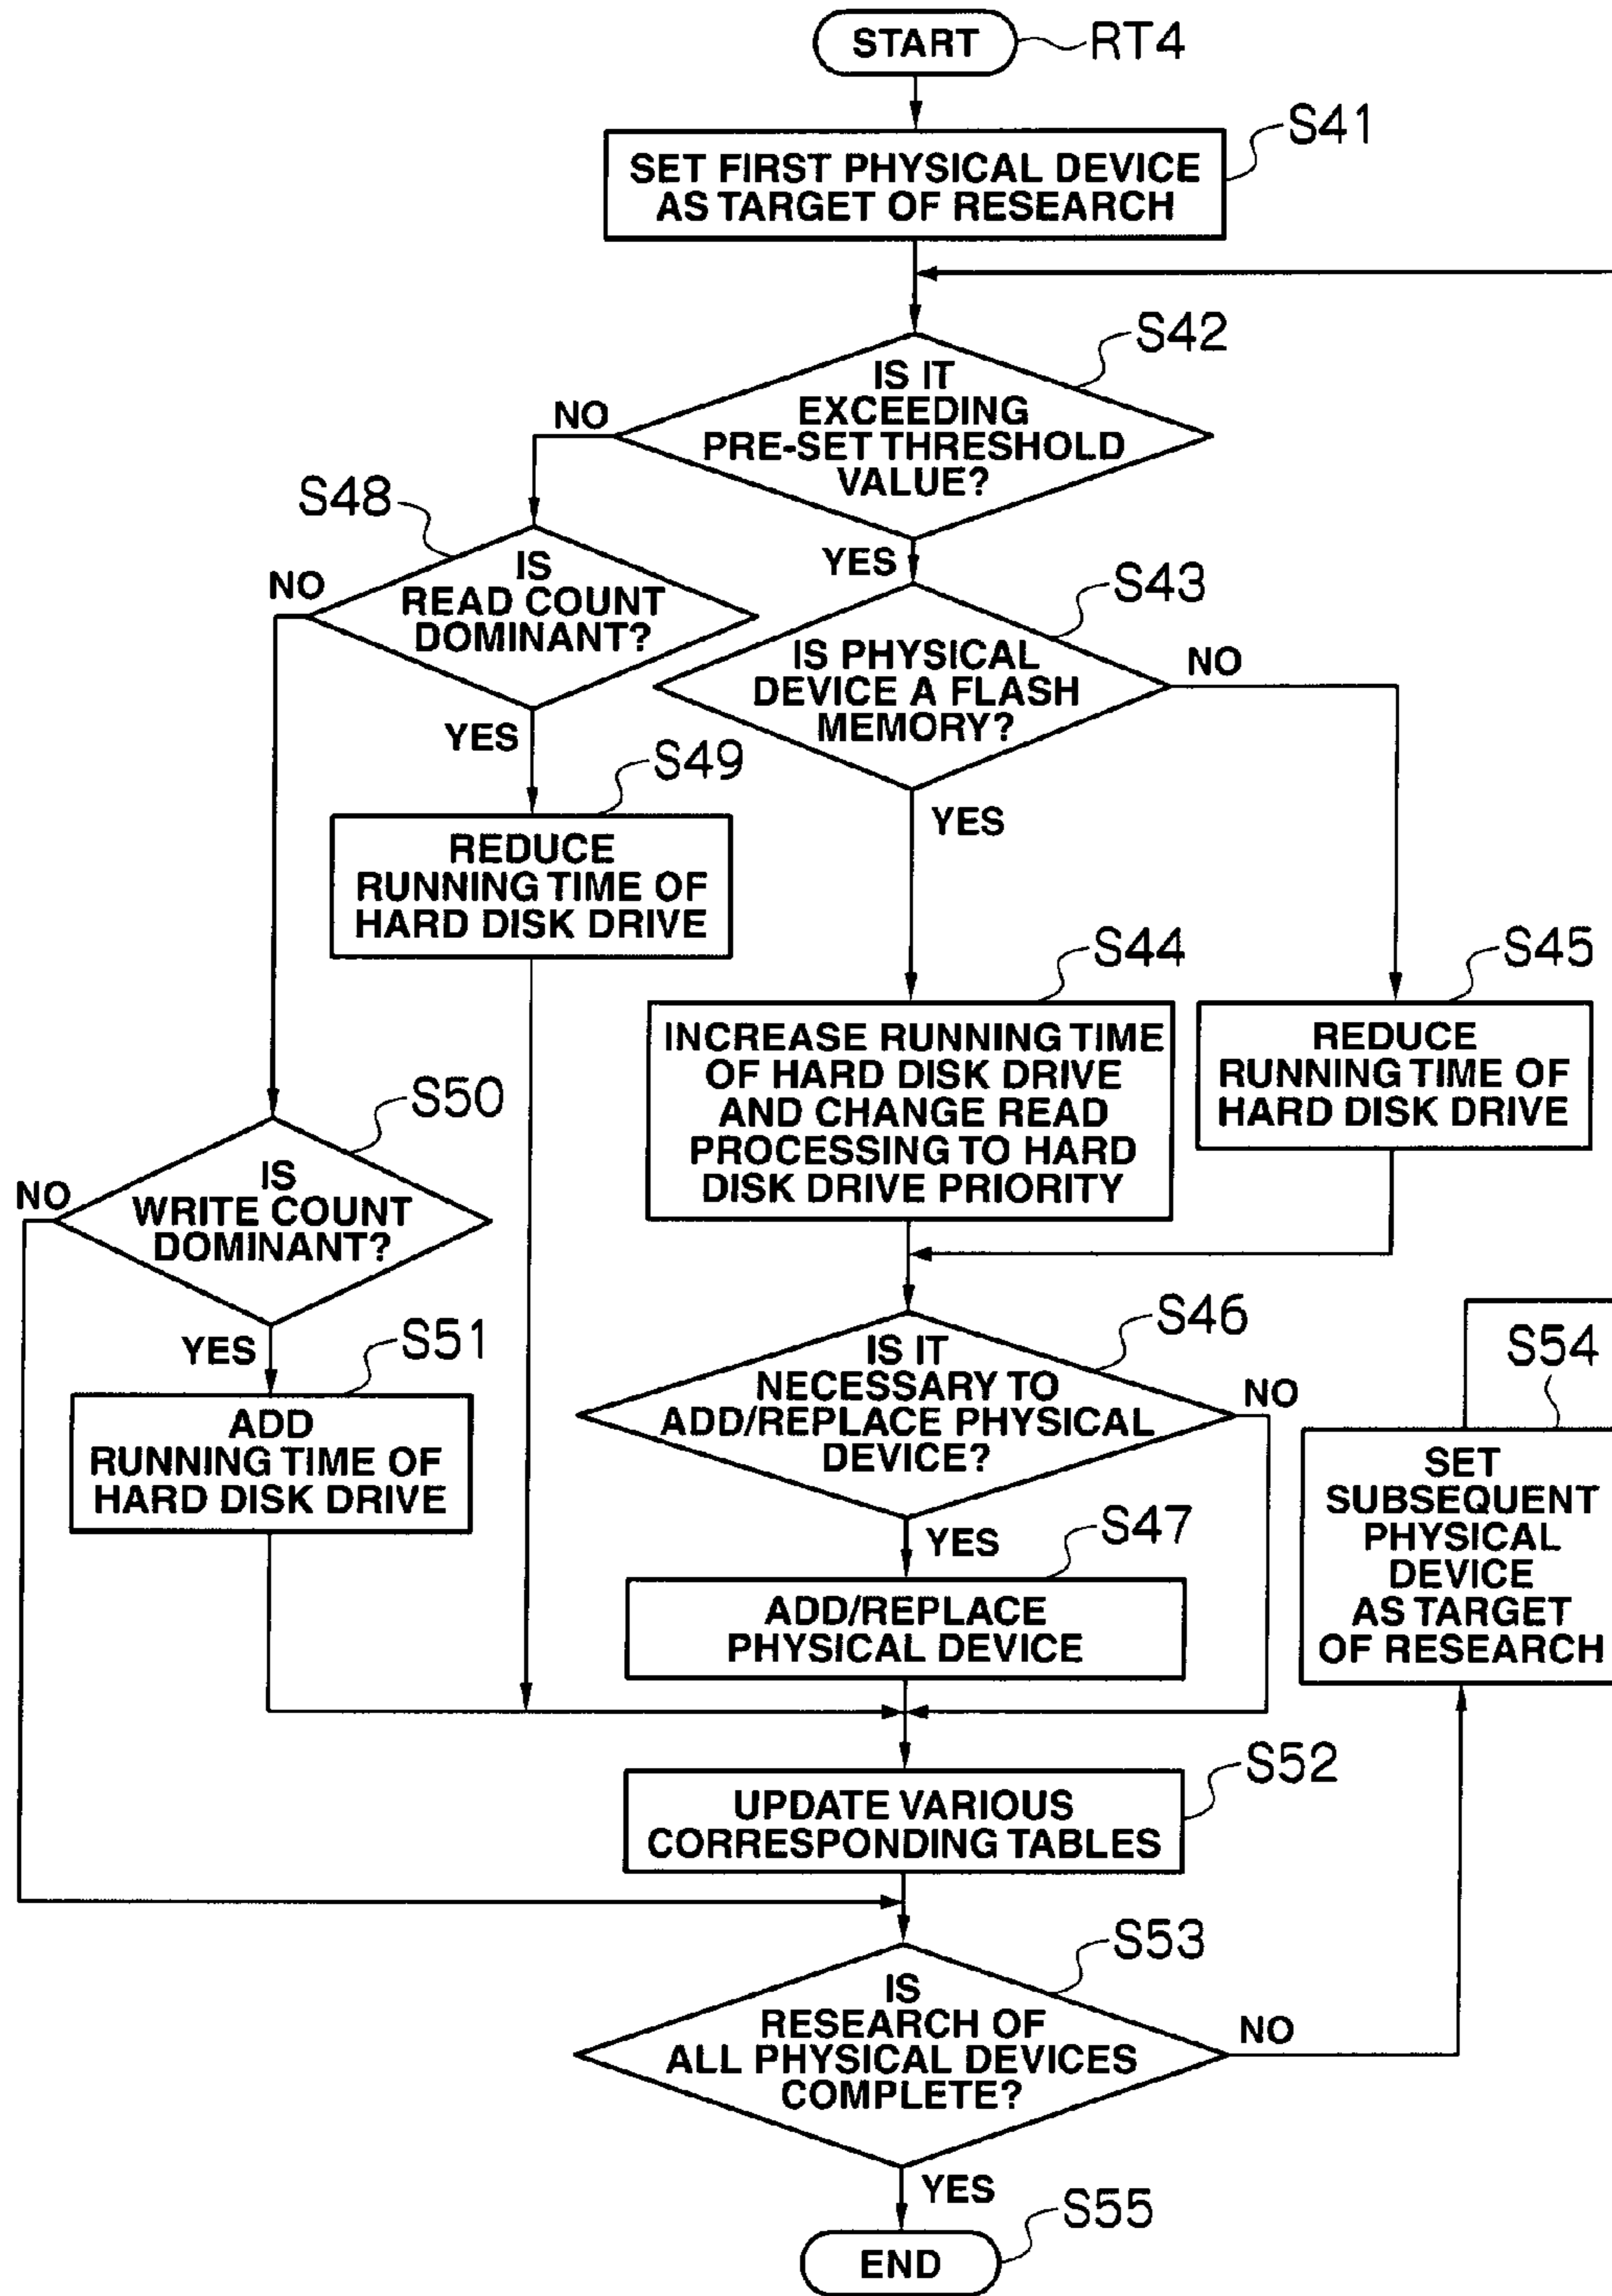 START
RT4
S41
SET FIRST PHYSICAL DEVICE
AS TARGET OF RESEARCH
S42
IS IT
EXCEEDING
PRE-SET THRESHOLD
VALUE?
NO
YES
S48
IS
READ COUNT
DOMINANT?
NO
YES
S43
IS PHYSICAL
DEVICE A FLASH
MEMORY?
NO
YES
S49
REDUCE
RUNNING TIME OF
HARD DISK DRIVE
S44
INCREASE RUNNING TIME
OF HARD DISK DRIVE
AND CHANGE READ
PROCESSING TO HARD
DISK DRIVE PRIORITY
S45
REDUCE
RUNNING TIME OF
HARD DISK DRIVE
S50
IS
WRITE COUNT
DOMINANT?
NO
YES
S51
ADD
RUNNING TIME OF
HARD DISK DRIVE
S46
IS IT
NECESSARY TO
ADD/REPLACE PHYSICAL
DEVICE?
NO
YES
S47
ADD/REPLACE
PHYSICAL DEVICE
S54
SET
SUBSEQUENT
PHYSICAL
DEVICE
AS TARGET
OF RESEARCH
S52
UPDATE VARIOUS
CORRESPONDING TABLES
S53
IS
RESEARCH OF
ALL PHYSICAL DEVICES
COMPLETE?
NO
YES
S55
END